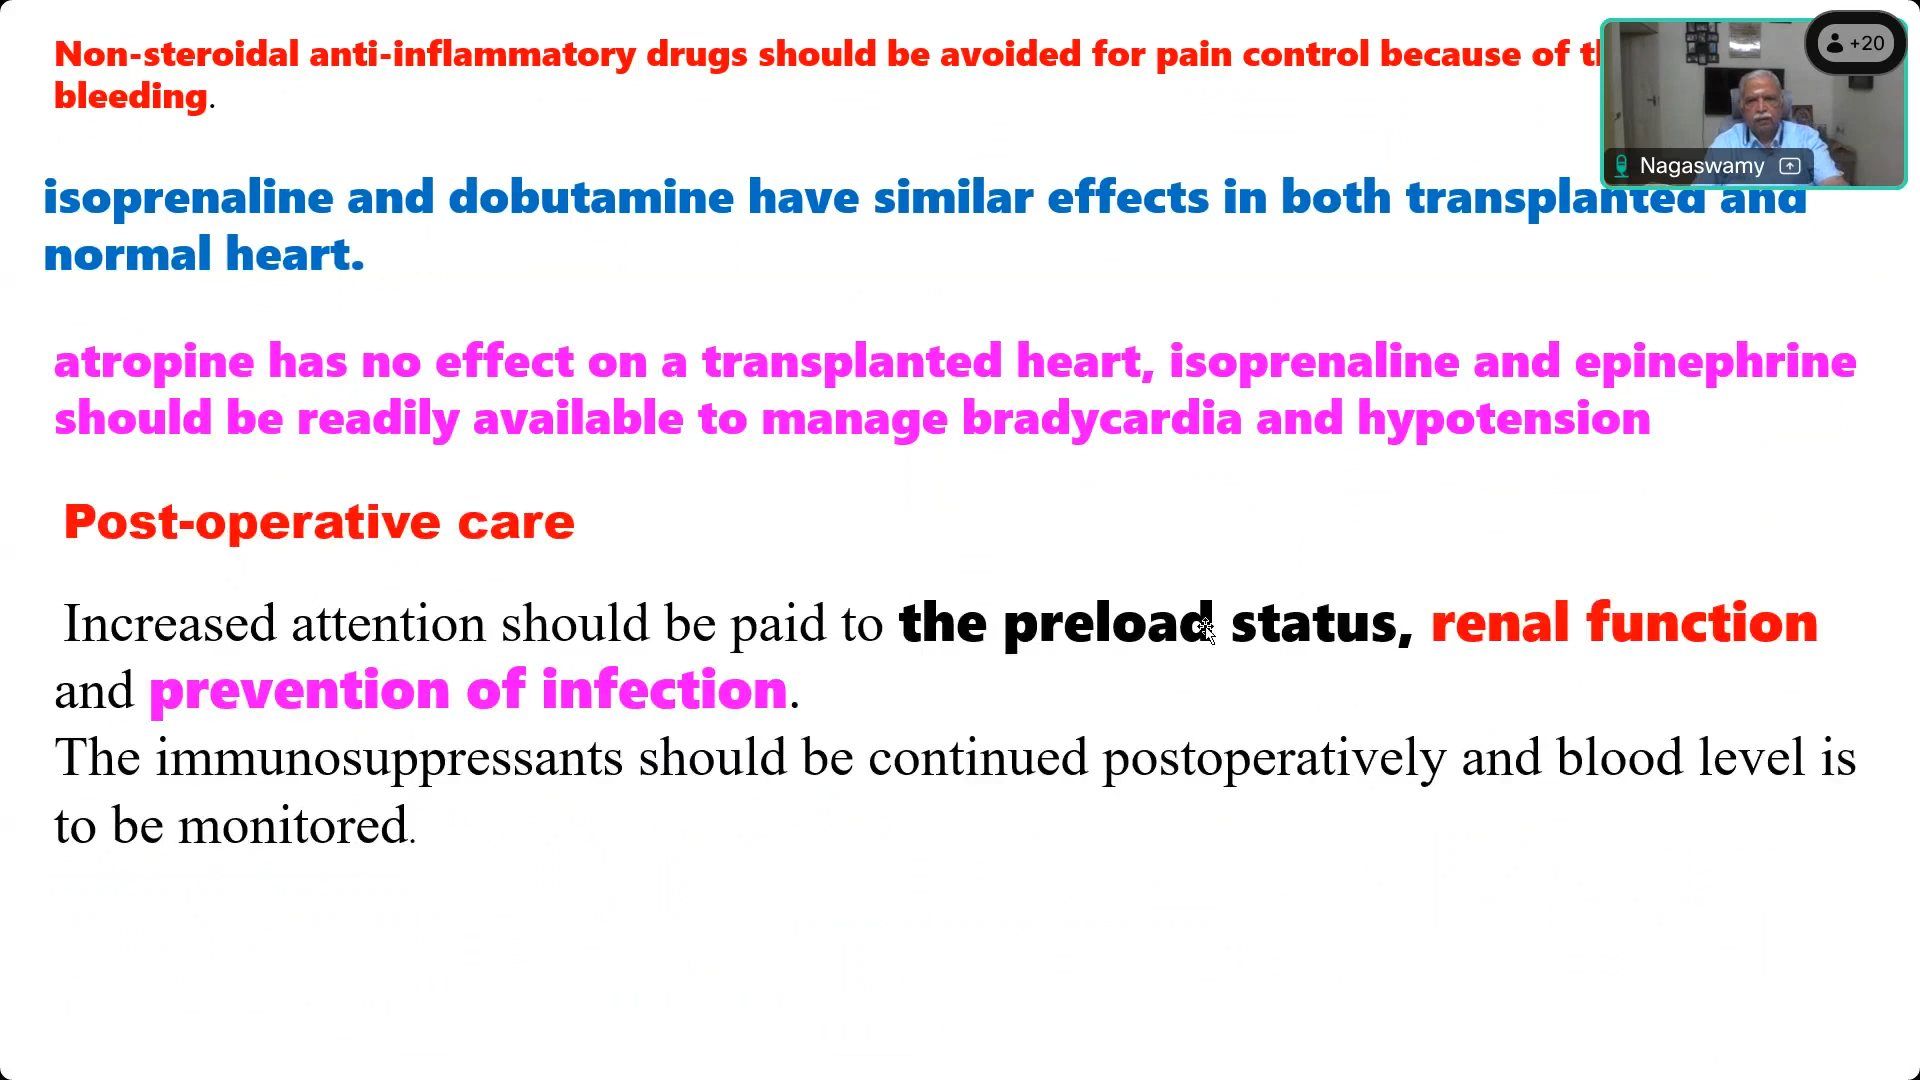 Non-steroidal anti-inflammatory drugs should be avoided for pain control because of
bleeding.
+20
Nagaswamy
isoprenaline and dobutamine have similar effects in both transplanted and
normal heart.
atropine has no effect on a transplanted heart, isoprenaline and epinephrine
should be readily available to manage bradycardia and hypotension
Post-operative care
Increased attention should be paid to the preload status, renal function
and prevention of infection.
The immunosuppressants should be continued postoperatively and blood level is
to be monitored.